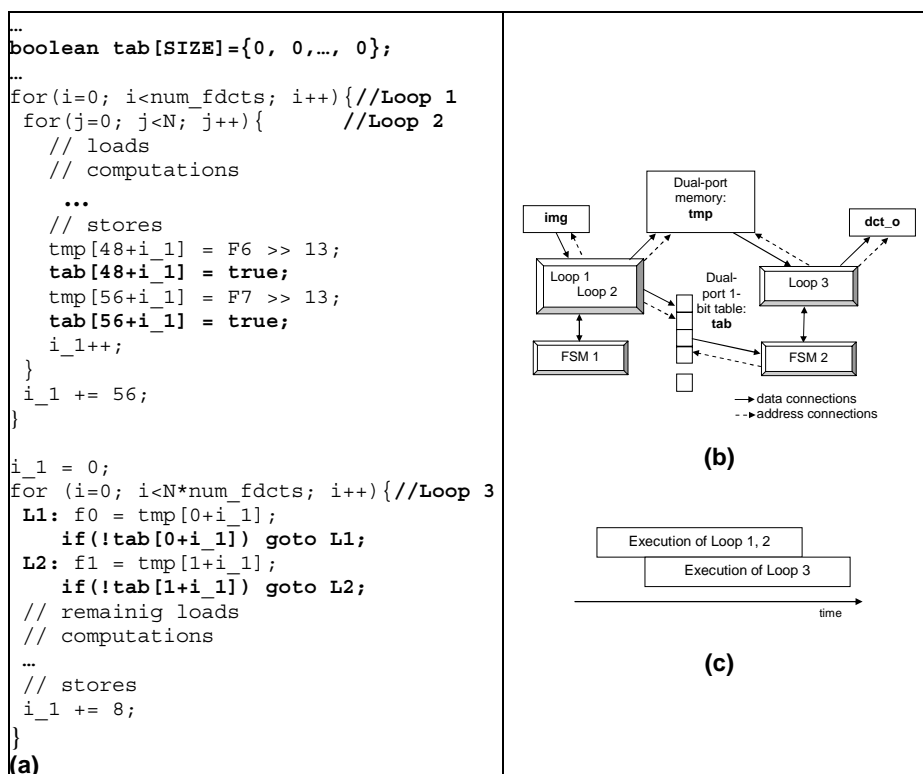 …
boolean tab[SIZE]={0, 0,…, 0};
…
for(i=0; i<num_fdcts; i++){//Loop 1
for(j=0; j<N; j++){ //Loop 2
// loads
// computations
…
// stores
tmp[48+i_1] = F6 >> 13;
tab[48+i_1] = true;
tmp[56+i_1] = F7 >> 13;
tab[56+i_1] = true;
i_1++;
}
i_1 += 56;
}
i_1 = 0;
for (i=0; i<N*num_fdcts; i++){//Loop 3
L1: f0 = tmp[0+i_1];
if(!tab[0+i_1]) goto L1;
L2: f1 = tmp[1+i_1];
if(!tab[1+i_1]) goto L2;
// remainig loads
// computations
…
// stores
i_1 += 8;
}
(a)
Dual-port
memory:
tmp
img
dct_o
Loop 1
Loop 2
Dual-
port 1-
bit table:
tab
Loop 3
FSM 1
FSM 2
data connections
address connections
(b)
Execution of Loop 1, 2
Execution of Loop 3
time
(c)